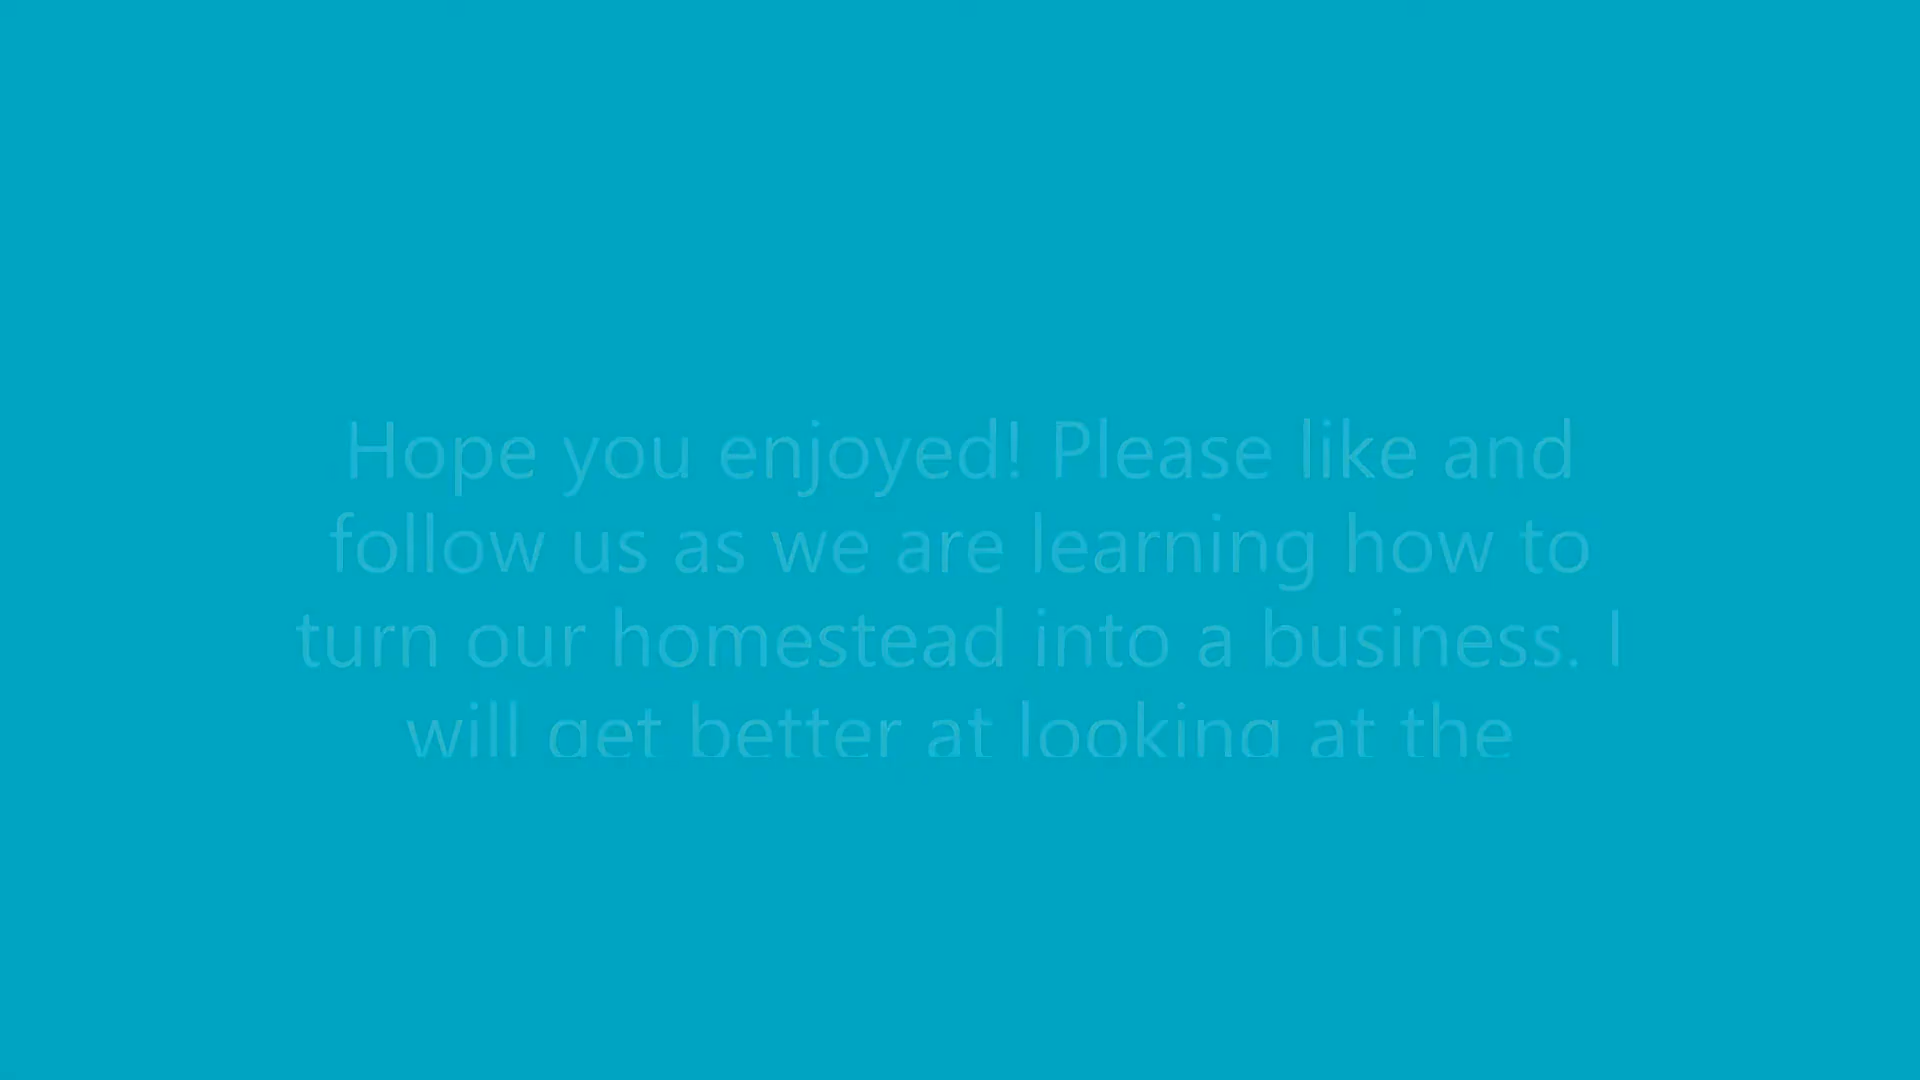 Hope you enjoyed! Please like and
follow us as we are learning how to
turn our homestead into a business. I
will get better at looking at the